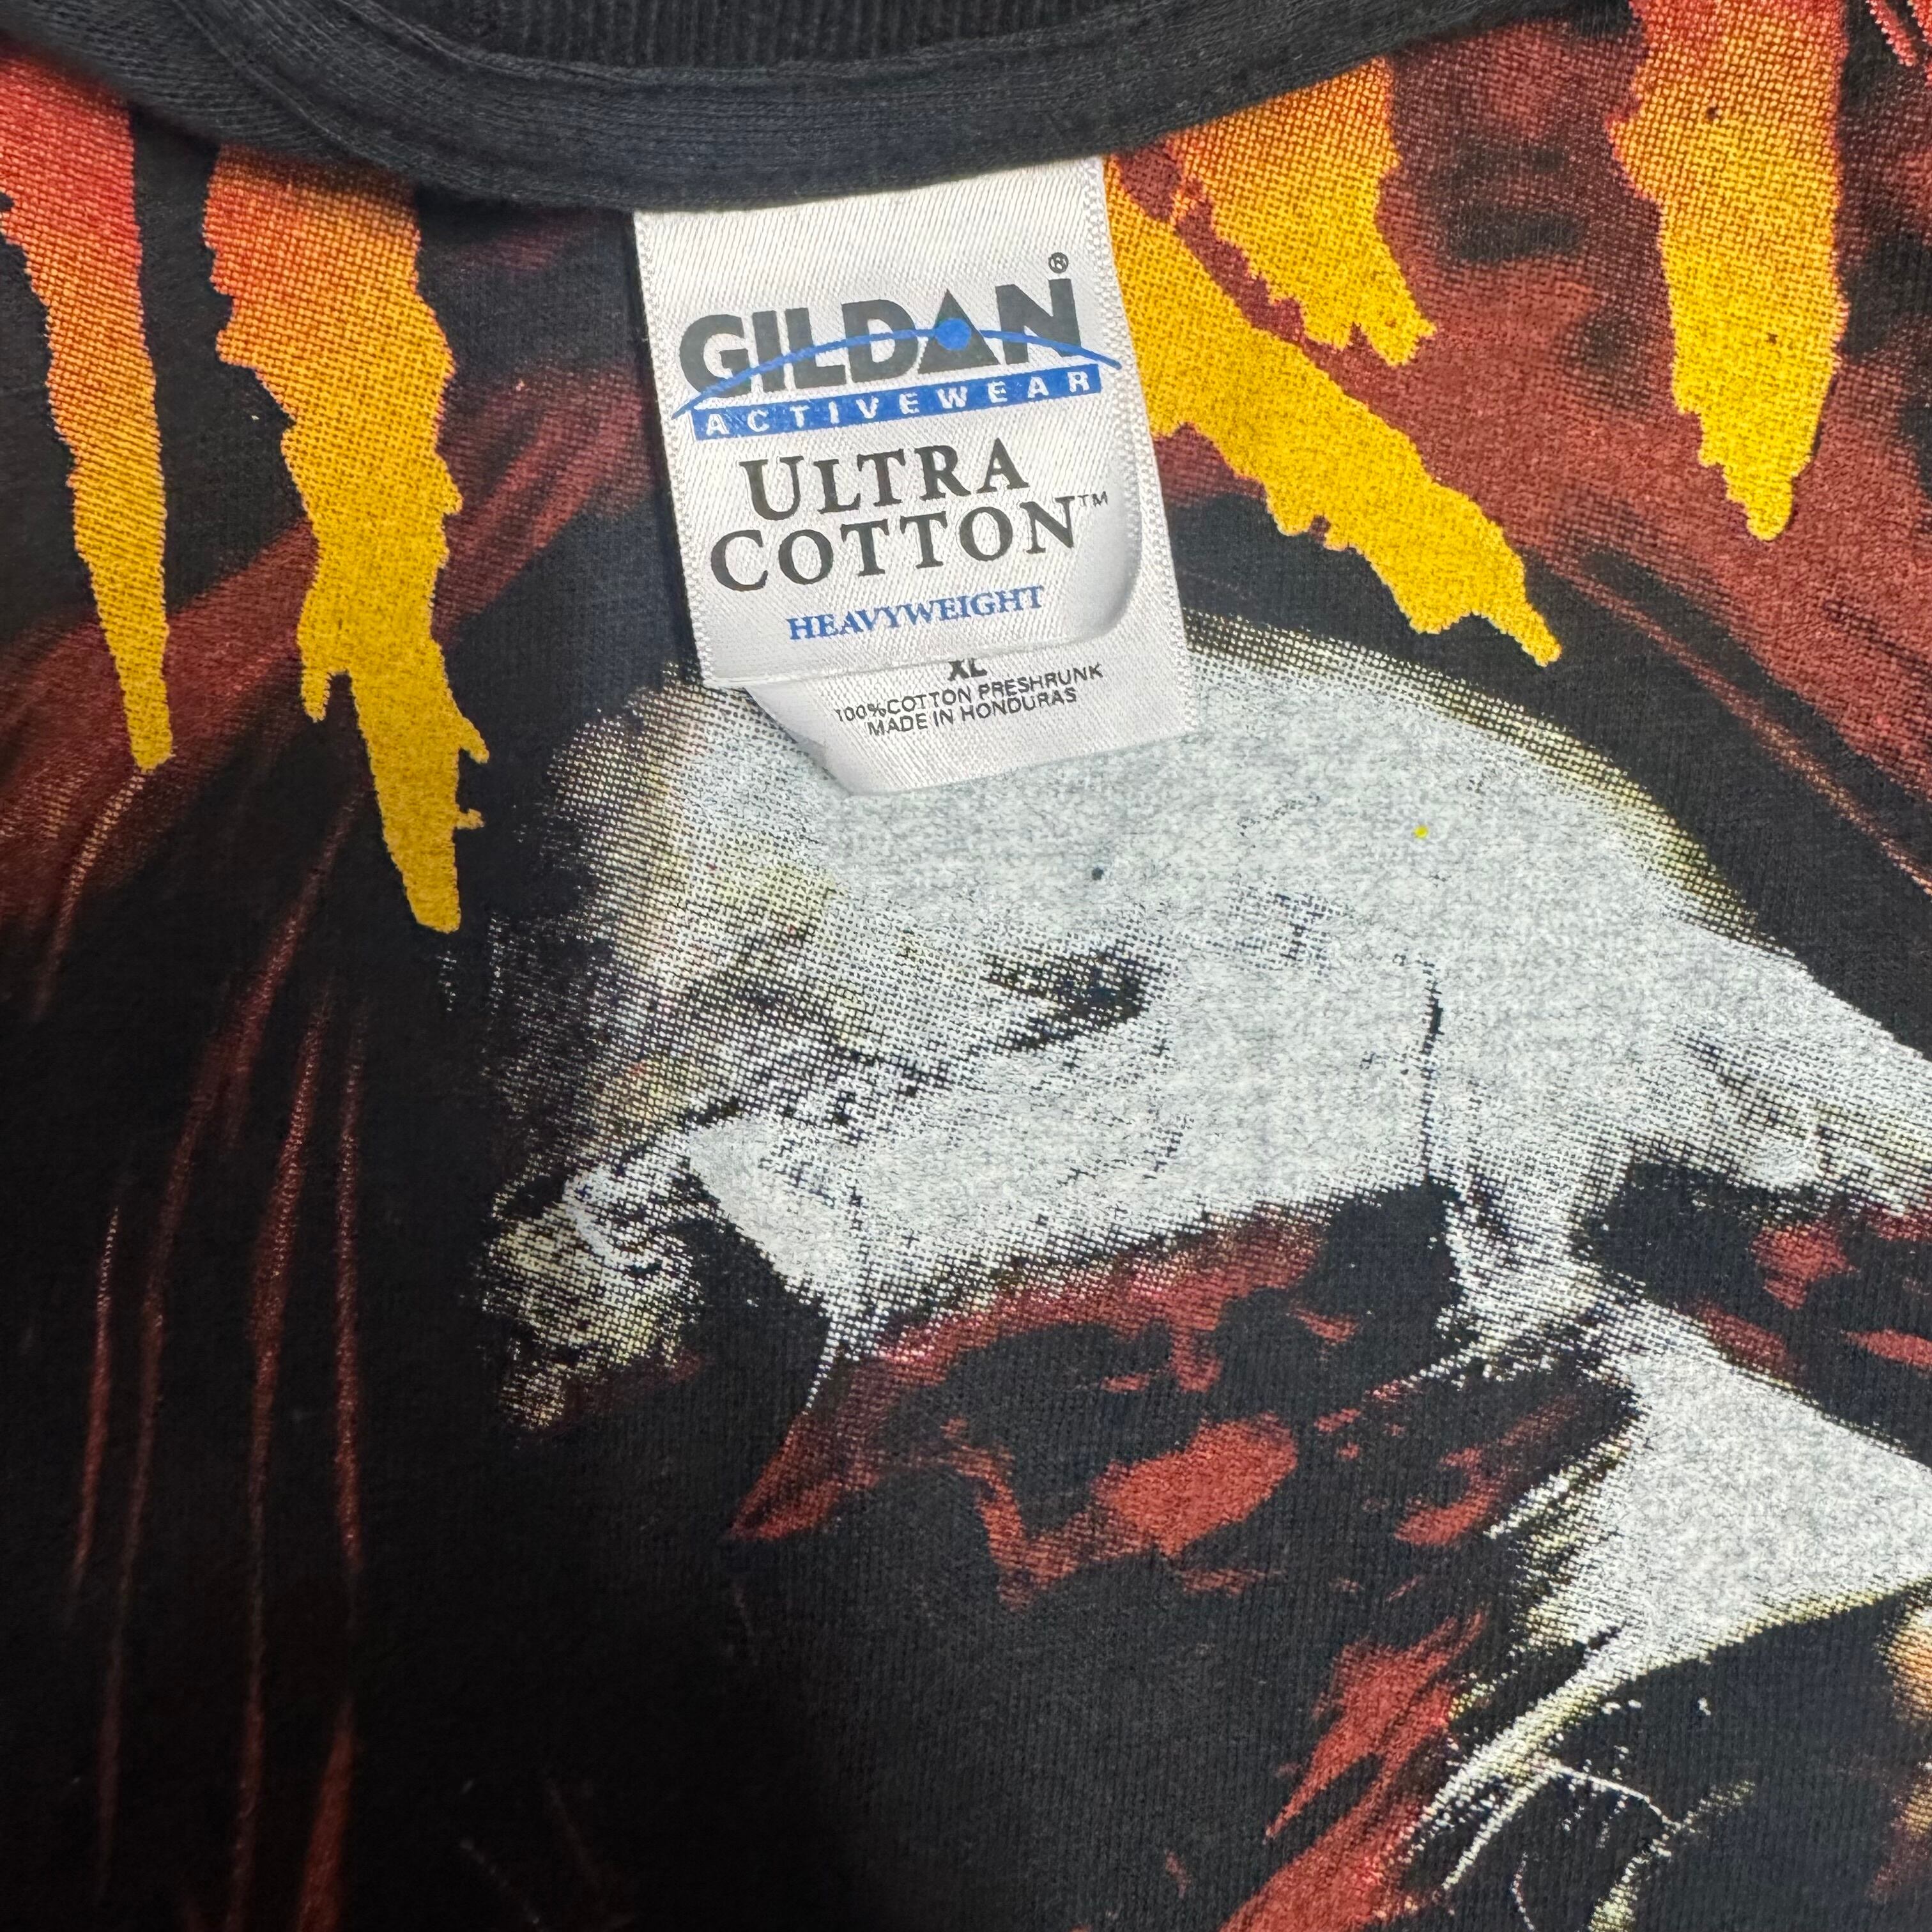 GILDAN®
ACTIVEWEAR
ULTRA
COTTON™
HEAVYWEIGHT
XL
100%COTTON PRESHRUNK
MADE IN HONDURAS